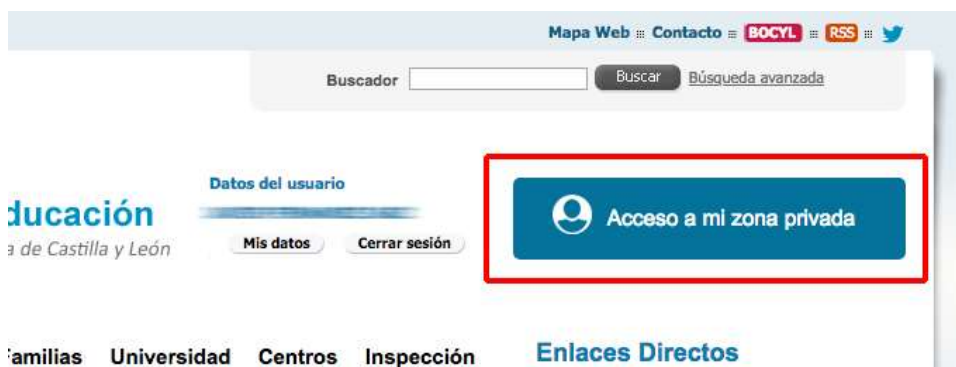 Mapa Web Contacto BOCYL RSS
Buscador Buscar Búsqueda avanzada
Datos del usuario
ducación
a de Castilla y León
Mis datos Cerrar sesión
Acceso a mi zona privada
Familias Universidad Centros Inspección
Enlaces Directos